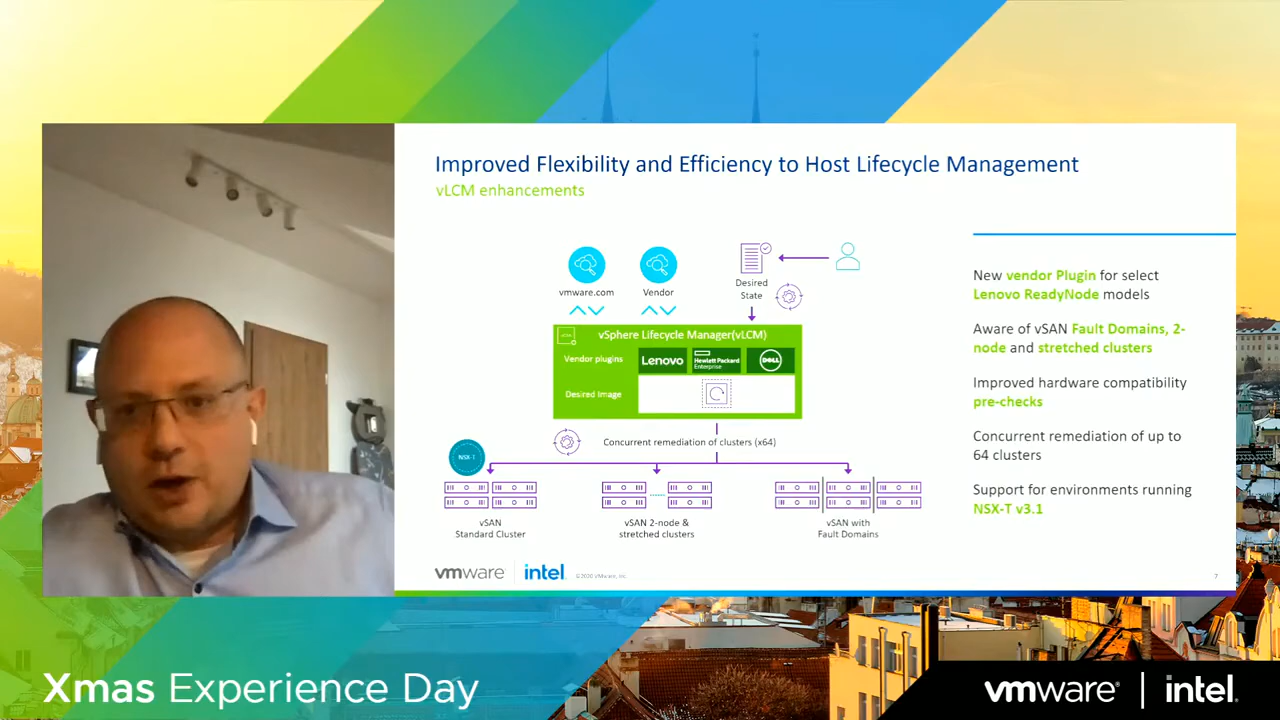 Improved Flexibility and Efficiency to Host Lifecycle Management
vLCM enhancements
vmware.com
Vendor
Desired
State
vSphere Lifecycle Manager(vLCM)
Vendor plugins
Lenovo
Hewlett Packard
Enterprise
DELL
Desired Image
Concurrent remediation of clusters (x64)
NSX-T
vSAN
Standard Cluster
vSAN 2-node &
stretched clusters
vSAN with
Fault Domains
New vendor Plugin for select
Lenovo ReadyNode models
Aware of vSAN Fault Domains, 2-
node and stretched clusters
Improved hardware compatibility
pre-checks
Concurrent remediation of up to
64 clusters
Support for environments running
NSX-T v3.1
vmware intel.
©2020 VMware, Inc.
7
Xmas Experience Day
vmware® intel.